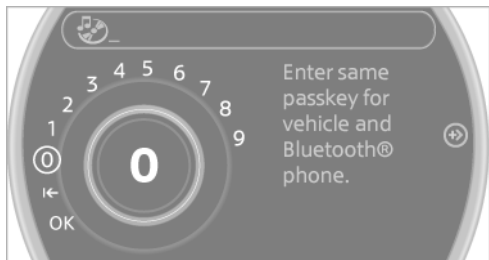 _
0 1 2 3 4 5 6 7 8 9
OK
0
Enter same
passkey for
vehicle and
Bluetooth®
phone.